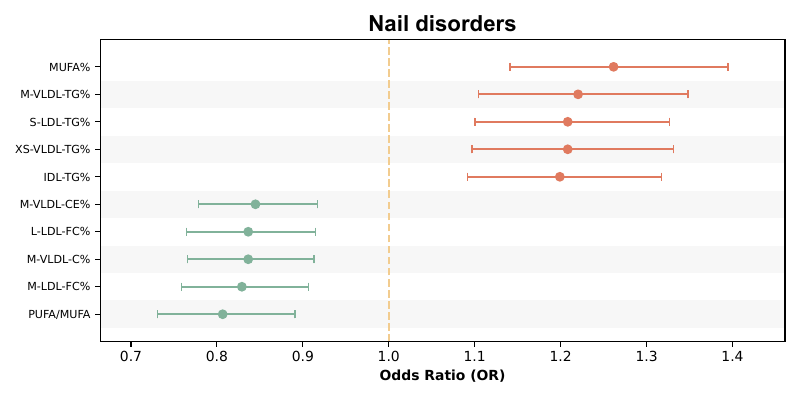 Nail disorders
MUFA%
M-VLDL-TG%
S-LDL-TG%
XS-VLDL-TG%
IDL-TG%
M-VLDL-CE%
L-LDL-FC%
M-VLDL-C%
M-LDL-FC%
PUFA/MUFA
0.7 0.8 0.9 1.0 1.1 1.2 1.3 1.4
Odds Ratio (OR)